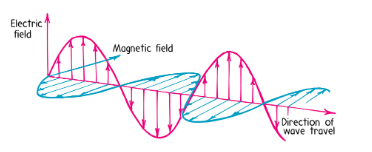 Electric
field
Magnetic field
Direction of
wave travel